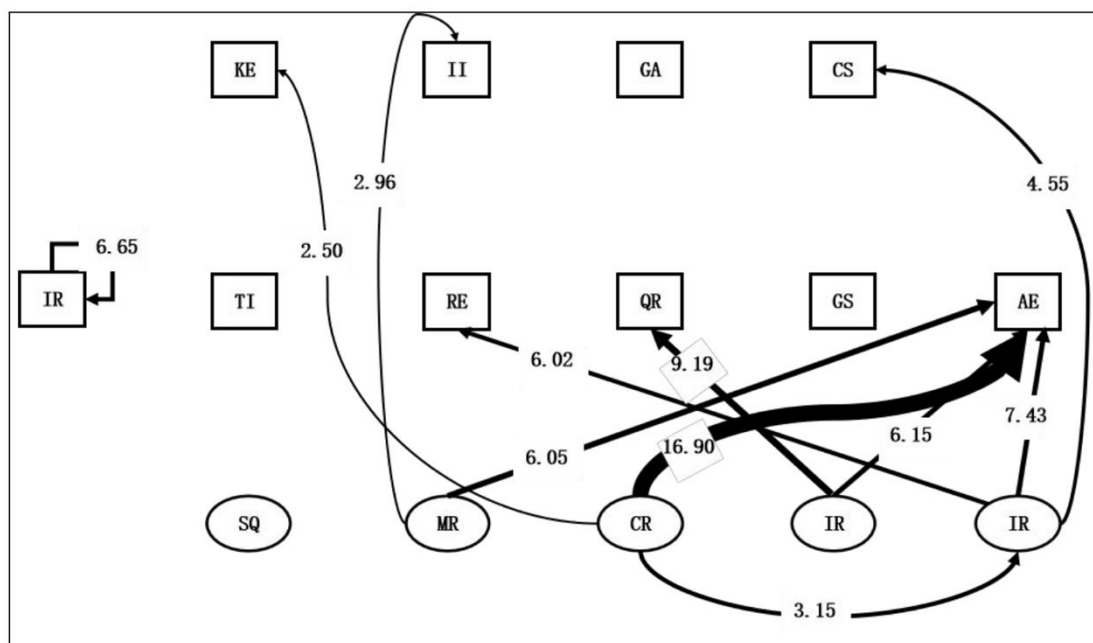 KE
II
GA
CS
2.96
4.55
2.50
6.65
IR
TI
RE
QR
GS
AE
6.02
9.19
7.43
6.15
16.90
6.05
SQ
MR
CR
IR
IR
3.15